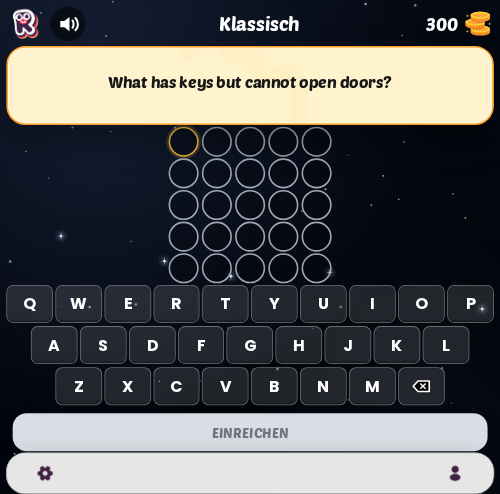 Klassisch
300
What has keys but cannot open doors?
Q W E R T Y U I O P
A S D F G H J K L
Z X C V B N M
EINREICHEN